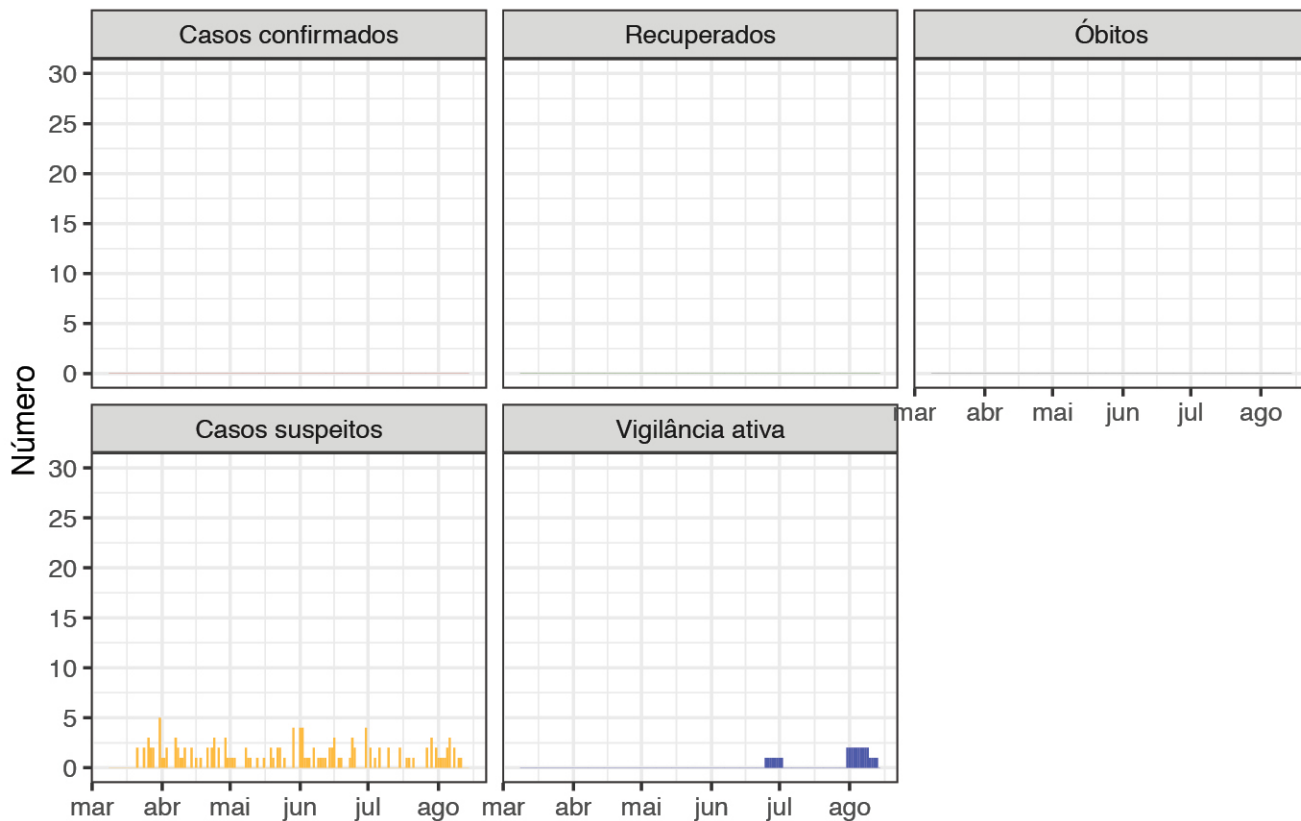 Casos confirmados
Recuperados
Óbitos
30
25
20
15
10
5
0
mar abr mai jun jul ago
Casos suspeitos
Vigilância ativa
Número
30
25
20
15
10
5
0
mar abr mai jun jul ago
mar abr mai jun jul ago